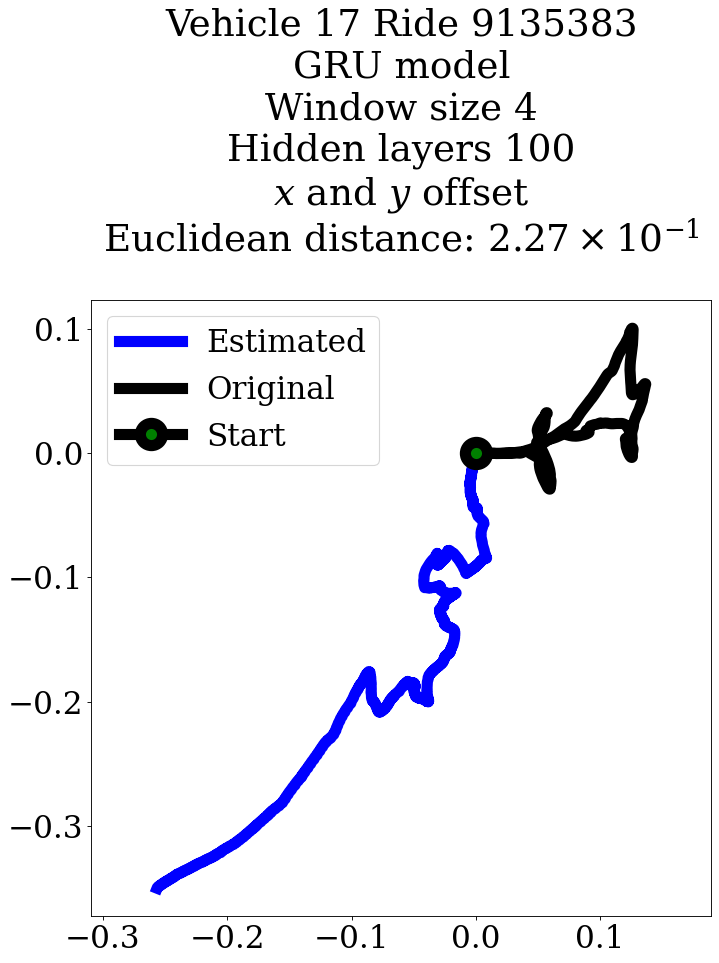 Vehicle 17 Ride 9135383
GRU model
Window size 4
Hidden layers 100
x and y offset
Euclidean distance: 2.27 × 10⁻¹
Estimated
Original
Start
0.1
0.0
−0.1
−0.2
−0.3
−0.3 −0.2 −0.1 0.0 0.1